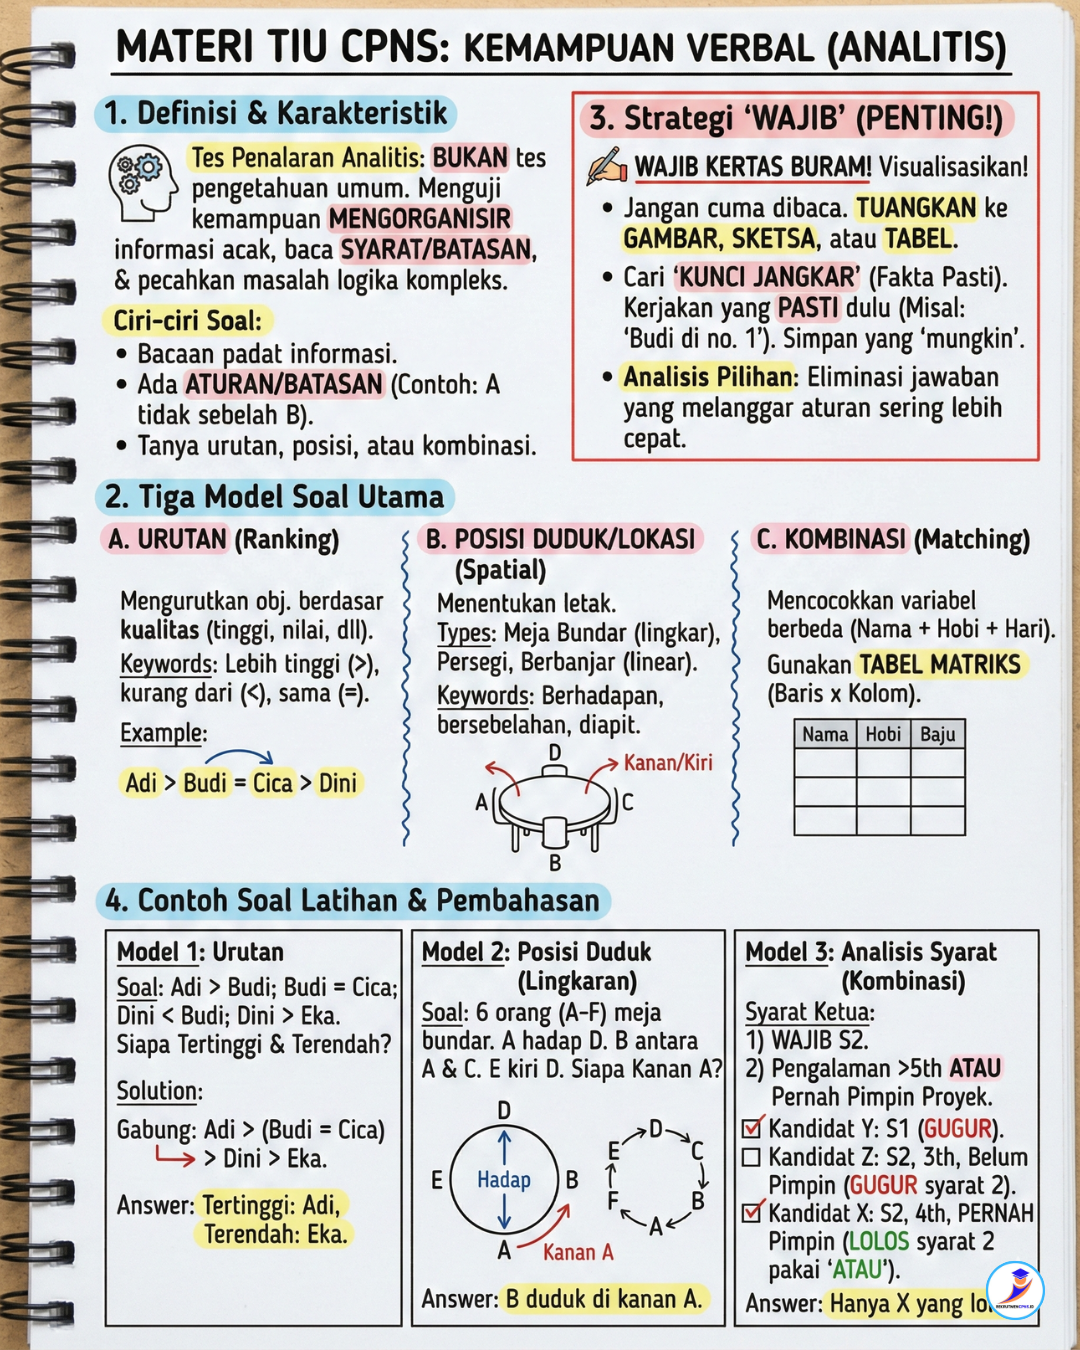 MATERI TIU CPNS: KEMAMPUAN VERBAL (ANALITIS)
1. Definisi & Karakteristik
Tes Penalaran Analitis: BUKAN tes
pengetahuan umum. Menguji
kemampuan MENGORGANISIR
informasi acak, baca SYARAT/BATASAN,
& pecahkan masalah logika kompleks.
Ciri-ciri Soal:
• Bacaan padat informasi.
• Ada ATURAN/BATASAN (Contoh: A
tidak sebelah B).
• Tanya urutan, posisi, atau kombinasi.
3. Strategi ‘WAJIB’ (PENTING!)
WAJIB KERTAS BURAM! Visualisasikan!
• Jangan cuma dibaca. TUANGKAN ke
GAMBAR, SKETSA, atau TABEL.
• Cari ‘KUNCI JANGKAR’ (Fakta Pasti).
Kerjakan yang PASTI dulu (Misal:
‘Budi di no. 1’). Simpan yang ‘mungkin’.
• Analisis Pilihan: Eliminasi jawaban
yang melanggar aturan sering lebih
cepat.
2. Tiga Model Soal Utama
A. URUTAN (Ranking)
Mengurutkan obj. berdasar
kualitas (tinggi, nilai, dll).
Keywords: Lebih tinggi (>),
kurang dari (<), sama (=).
Example:
Adi > Budi = Cica > Dini
B. POSISI DUDUK/LOKASI
(Spatial)
Menentukan letak.
Types: Meja Bundar (lingkar),
Persegi, Berbanjar (linear).
Keywords: Berhadapan,
bersebelahan, diapit.
D
Kanan/Kiri
A
C
B
C. KOMBINASI (Matching)
Mencocokkan variabel
berbeda (Nama + Hobi + Hari).
Gunakan TABEL MATRIKS
(Baris x Kolom).
Nama Hobi Baju
4. Contoh Soal Latihan & Pembahasan
Model 1: Urutan
Soal: Adi > Budi; Budi = Cica;
Dini < Budi; Dini > Eka.
Siapa Tertinggi & Terendah?
Solution:
Gabung: Adi > (Budi = Cica)
> Dini > Eka.
Answer: Tertinggi: Adi,
Terendah: Eka.
Model 2: Posisi Duduk
(Lingkaran)
Soal: 6 orang (A-F) meja
bundar. A hadap D. B antara
A & C. E kiri D. Siapa Kanan A?
D
E
Hadap
B
A
Kanan A
D
E
C
F
B
A
Answer: B duduk di kanan A.
Model 3: Analisis Syarat
(Kombinasi)
Syarat Ketua:
1) WAJIB S2.
2) Pengalaman >5th ATAU
Pernah Pimpin Proyek.
Kandidat Y: S1 (GUGUR).
Kandidat Z: S2, 3th, Belum
Pimpin (GUGUR syarat 2).
Kandidat X: S2, 4th, PERNAH
Pimpin (LOLOS syarat 2
pakai ‘ATAU’).
Answer: Hanya X yang